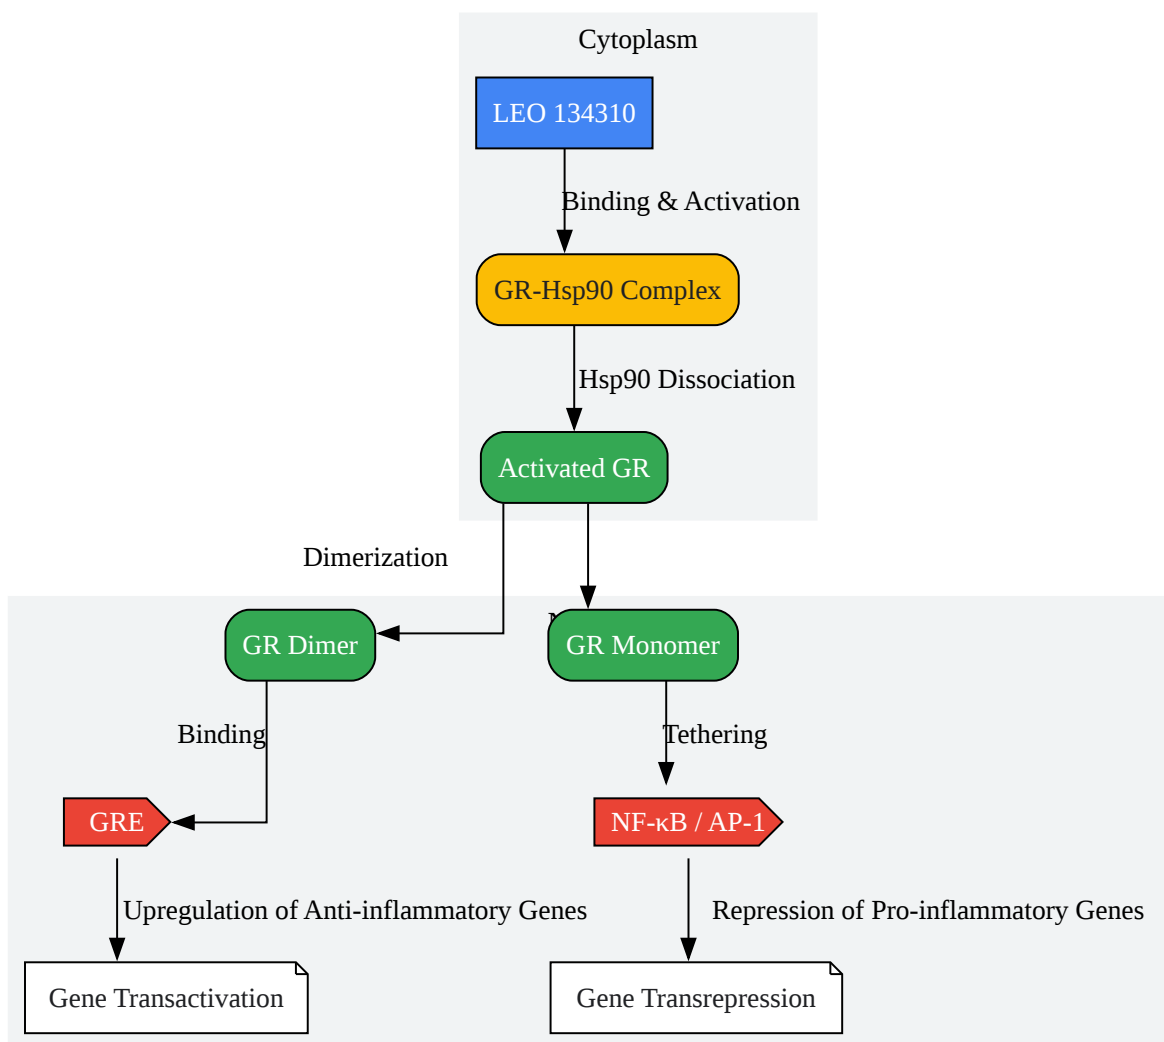 Cytoplasm
LEO 134310
Binding & Activation
GR-Hsp90 Complex
Hsp90 Dissociation
Activated GR
Dimerization
GR Dimer
GR Monomer
Binding
Tethering
GRE
NF-κB / AP-1
Upregulation of Anti-inflammatory Genes
Repression of Pro-inflammatory Genes
Gene Transactivation
Gene Transrepression